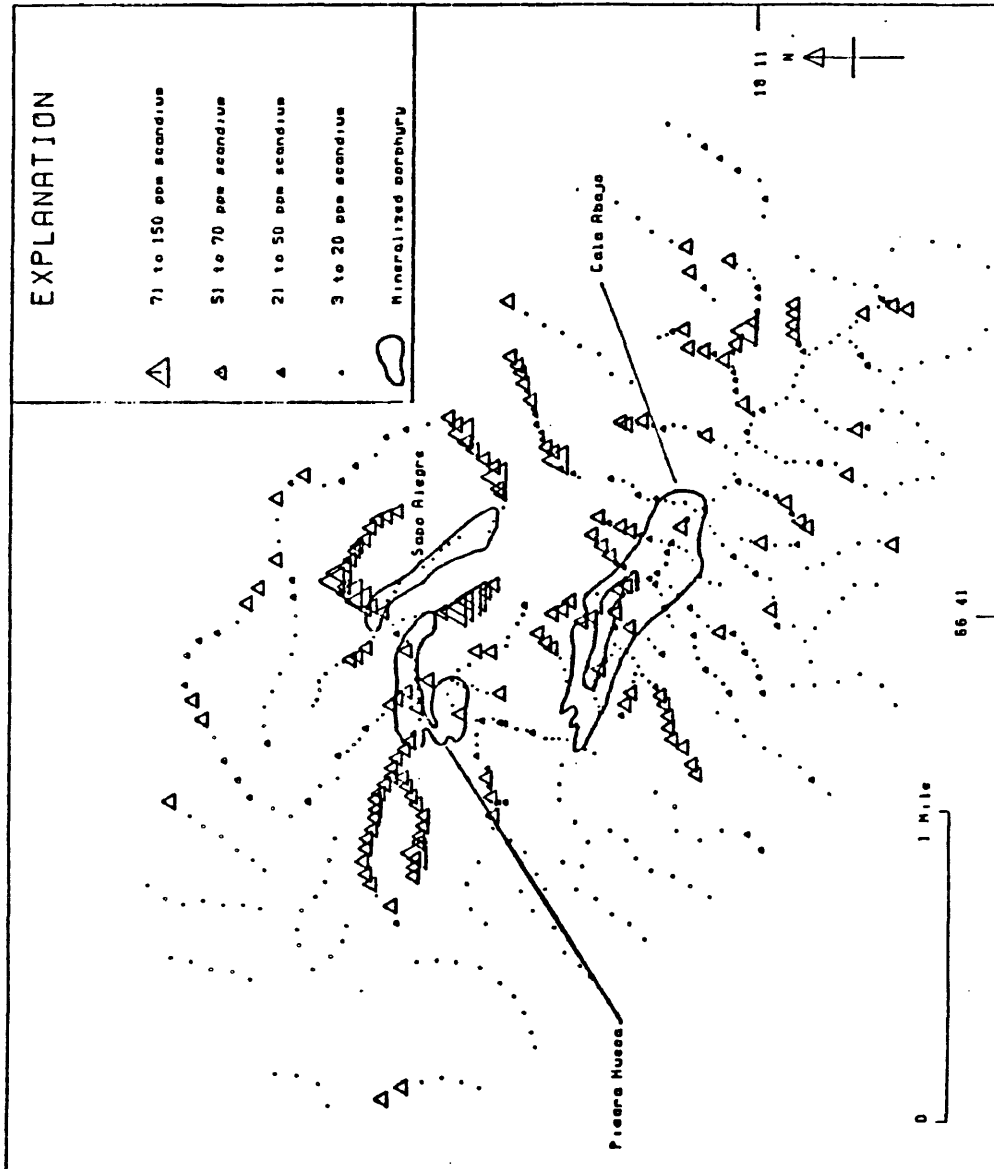 EXPLANATION
71 to 150 ppm scandium
51 to 70 ppm scandium
21 to 50 ppm scandium
3 to 20 ppm scandium
Mineralized porphyry
Sapo Alegre
Cala Abajo
Piedra Hueca
18 11
N
66 41
0
1 Mile